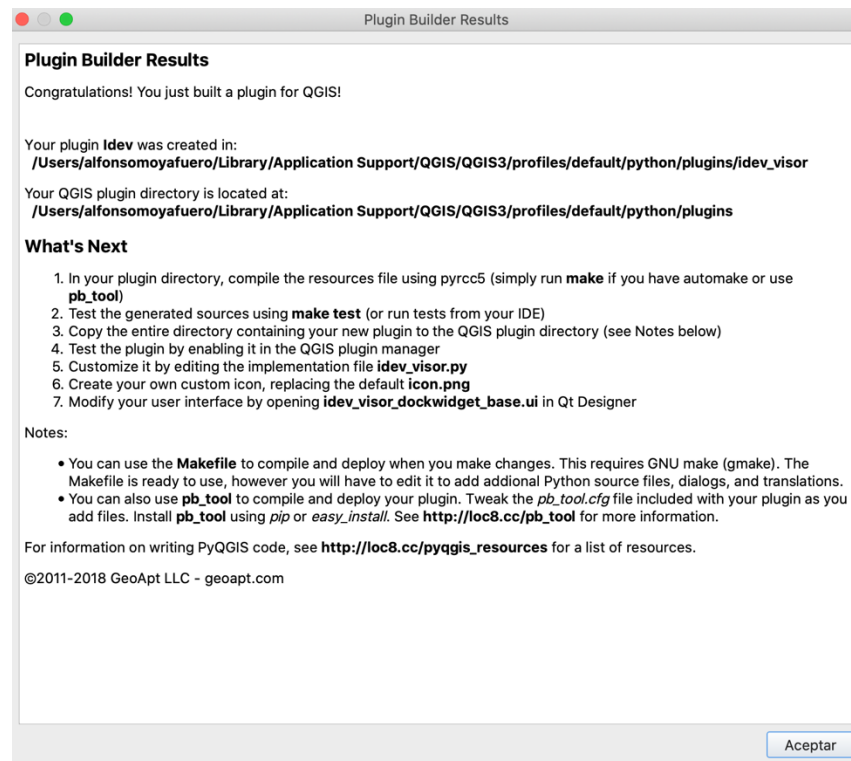 Plugin Builder Results
Plugin Builder Results
Congratulations! You just built a plugin for QGIS!
Your plugin Idev was created in:
/Users/alfonsomoyafuero/Library/Application Support/QGIS/QGIS3/profiles/default/python/plugins/idev_visor
Your QGIS plugin directory is located at:
/Users/alfonsomoyafuero/Library/Application Support/QGIS/QGIS3/profiles/default/python/plugins
What's Next
1. In your plugin directory, compile the resources file using pyrcc5 (simply run make if you have automake or use
pb_tool)
2. Test the generated sources using make test (or run tests from your IDE)
3. Copy the entire directory containing your new plugin to the QGIS plugin directory (see Notes below)
4. Test the plugin by enabling it in the QGIS plugin manager
5. Customize it by editing the implementation file idev_visor.py
6. Create your own custom icon, replacing the default icon.png
7. Modify your user interface by opening idev_visor_dockwidget_base.ui in Qt Designer
Notes:
• You can use the Makefile to compile and deploy when you make changes. This requires GNU make (gmake). The
Makefile is ready to use, however you will have to edit it to add addional Python source files, dialogs, and translations.
• You can also use pb_tool to compile and deploy your plugin. Tweak the pb_tool.cfg file included with your plugin as you
add files. Install pb_tool using pip or easy_install. See http://loc8.cc/pb_tool for more information.
For information on writing PyQGIS code, see http://loc8.cc/pyqgis_resources for a list of resources.
©2011-2018 GeoApt LLC - geoapt.com
Aceptar